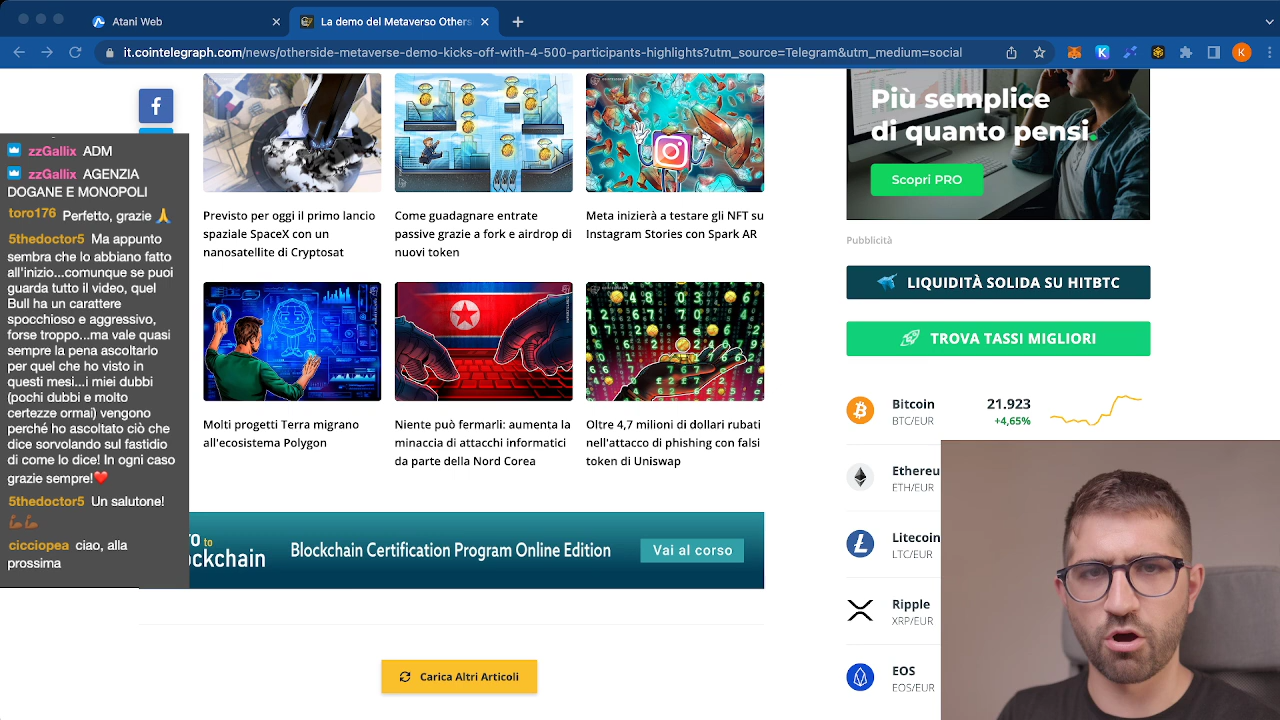 Atani Web
La demo del Metaverso Others
it.cointelegraph.com/news/otherside-metaverse-demo-kicks-off-with-4-500-participants-highlights?utm_source=Telegram&utm_medium=social
K
K
zzGallix ADM
zzGallix AGENZIA
DOGANE E MONOPOLI
toro176 Perfetto, grazie 🙏
5thedoctor5 Ma appunto
sembra che lo abbiano fatto
all'inizio...comunque se puoi
guarda tutto il video, quel
Bull ha un carattere
spocchioso e aggressivo,
forse troppo...ma vale quasi
sempre la pena ascoltarlo
per quel che ho visto in
questi mesi...i miei dubbi
(pochi dubbi e molto
certezze ormai) vengono
perché ho ascoltato ciò che
dice sorvolando sul fastidio
di come lo dice! In ogni caso
grazie sempre!❤️
5thedoctor5 Un salutone!
💪💪
cicciopea ciao, alla
prossima
Previsto per oggi il primo lancio
spaziale SpaceX con un
nanosatellite di Cryptosat
Come guadagnare entrate
passive grazie a fork e airdrop di
nuovi token
Meta inizierà a testare gli NFT su
Instagram Stories con Spark AR
Molti progetti Terra migrano
all'ecosistema Polygon
Niente può fermarli: aumenta la
minaccia di attacchi informatici
da parte della Nord Corea
Oltre 4,7 milioni di dollari rubati
nell'attacco di phishing con falsi
token di Uniswap
ro to
ockchain
Blockchain Certification Program Online Edition
Vai al corso
Carica Altri Articoli
Più semplice
di quanto pensi.
Scopri PRO
Pubblicità
LIQUIDITÀ SOLIDA SU HITBTC
TROVA TASSI MIGLIORI
Bitcoin 21.923
BTC/EUR +4,65%
Ethereu
ETH/EUR
Litecoin
LTC/EUR
Ripple
XRP/EUR
EOS
EOS/EUR